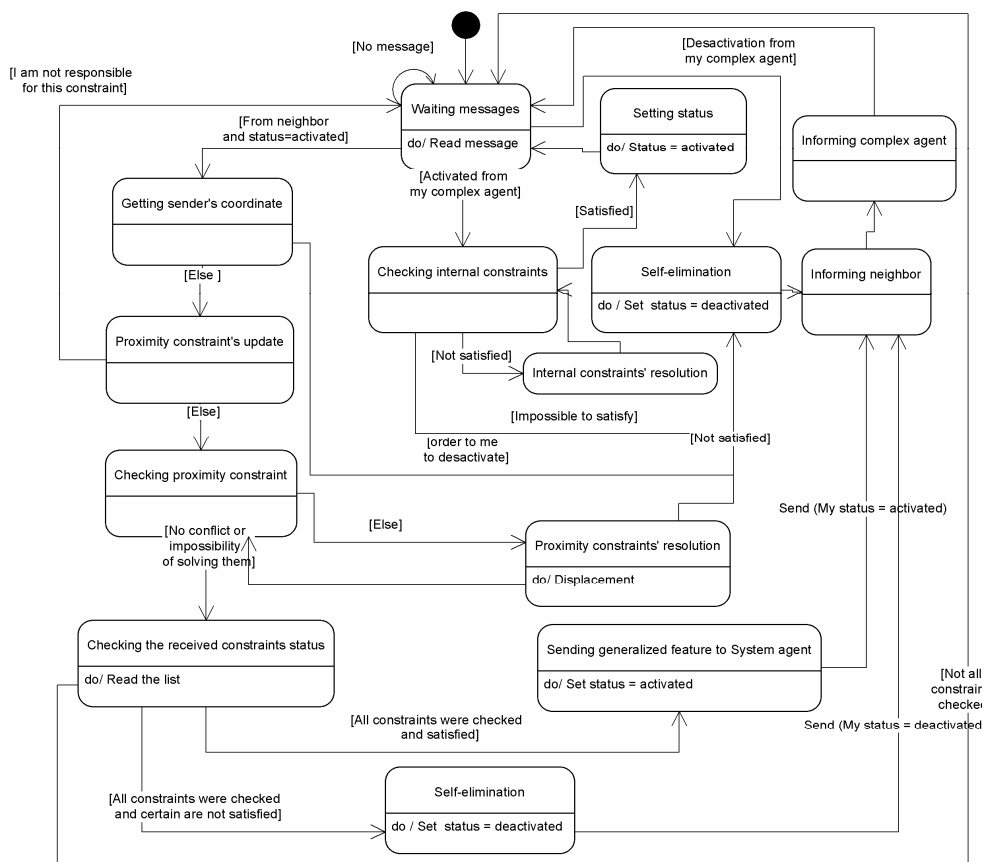 [No message]
[Desactivation from
my complex agent]
[I am not responsible
for this constraint]
Waiting messages
do/ Read message
Setting status
do/ Status = activated
[From neighbor
and status=activated]
Informing complex agent
[Activated from
my complex agent]
Getting sender's coordinate
[Satisfied]
[Else ]
Checking internal constraints
Self-elimination
do / Set status = deactivated
Informing neighbor
Proximity constraint's update
[Not satisfied]
Internal constraints' resolution
[Else]
[Impossible to satisfy]
[order to me
to desactivate]
[Not satisfied]
Checking proximity constraint
Send (My status = activated)
[No conflict or
impossibility
of solving them]
[Else]
Proximity constraints' resolution
do/ Displacement
Checking the received constraints status
do/ Read the list
Sending generalized feature to System agent
do/ Set status = activated
[Not all
constrain
checked
[All constraints were checked
and satisfied]
Send (My status = deactivated
Self-elimination
do / Set status = deactivated
[All constraints were checked
and certain are not satisfied]